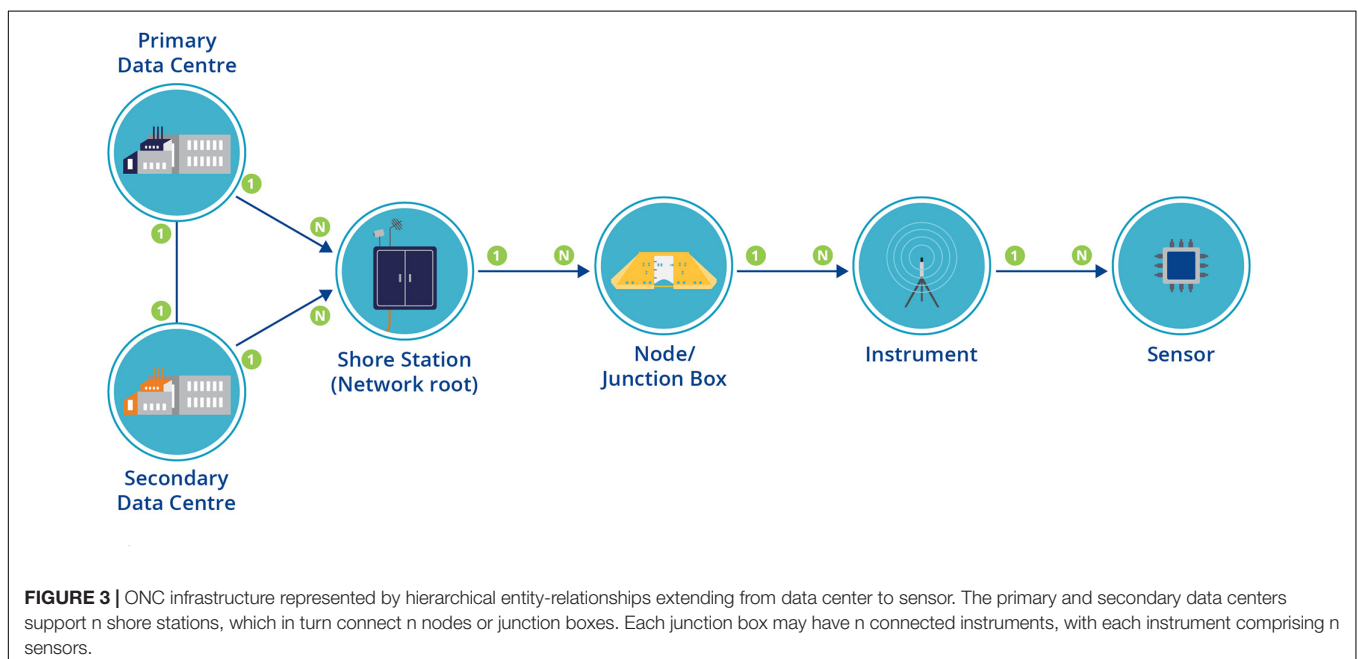 Primary
Data Centre
1
N
1
1
N
1
Secondary
Data Centre
Shore Station
(Network root)
1
N
Node/
Junction Box
1
N
Instrument
1
N
Sensor
FIGURE 3 | ONC infrastructure represented by hierarchical entity-relationships extending from data center to sensor. The primary and secondary data centers
support n shore stations, which in turn connect n nodes or junction boxes. Each junction box may have n connected instruments, with each instrument comprising n
sensors.